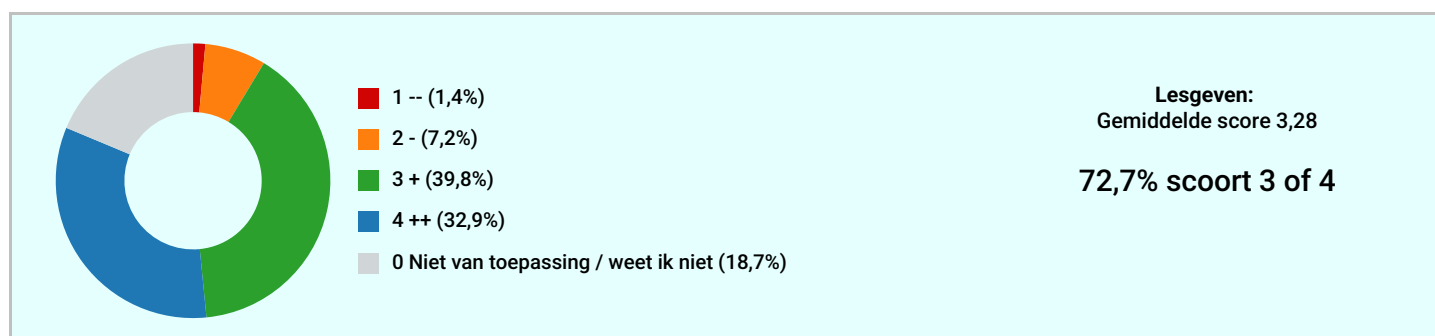 1 -- (1,4%)
2 - (7,2%)
3 + (39,8%)
4 ++ (32,9%)
0 Niet van toepassing / weet ik niet (18,7%)
Lesgeven:
Gemiddelde score 3,28
72,7% scoort 3 of 4